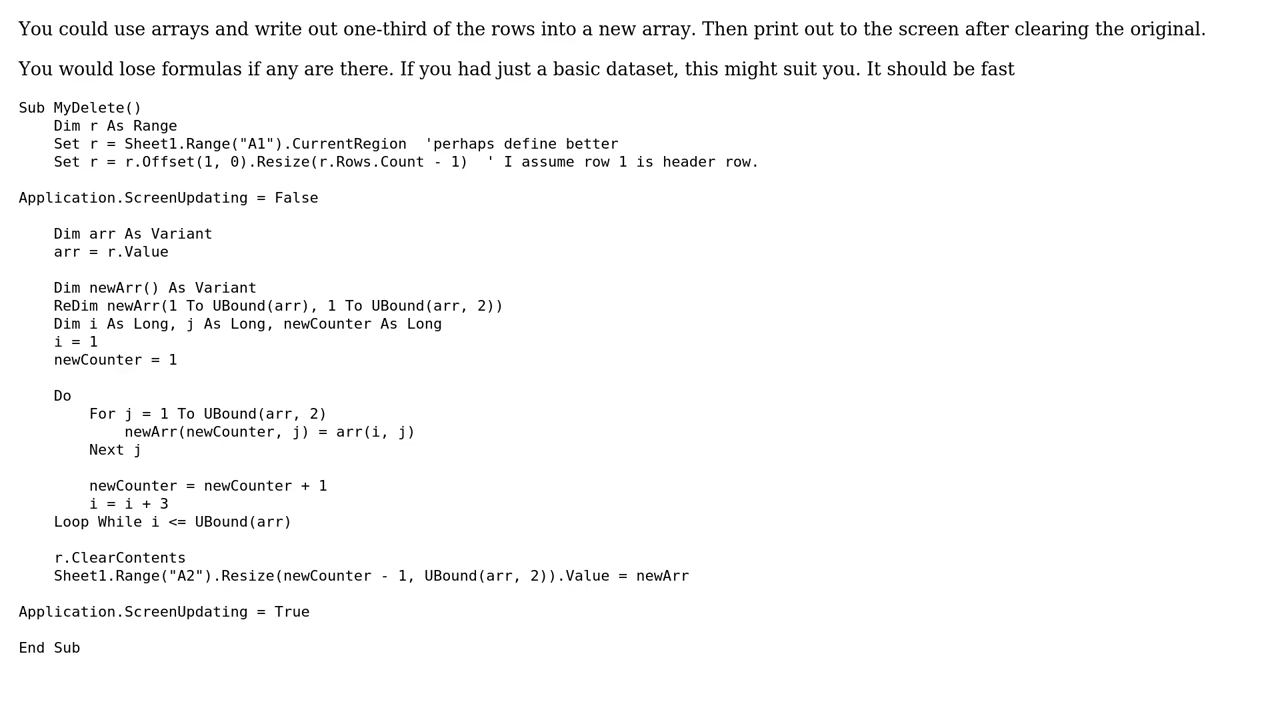 You could use arrays and write out one-third of the rows into a new array. Then print out to the screen after clearing the original.
You would lose formulas if any are there. If you had just a basic dataset, this might suit you. It should be fast
Sub MyDelete()
    Dim r As Range
    Set r = Sheet1.Range("A1").CurrentRegion  'perhaps define better
    Set r = r.Offset(1, 0).Resize(r.Rows.Count - 1)  ' I assume row 1 is header row.

Application.ScreenUpdating = False

    Dim arr As Variant
    arr = r.Value

    Dim newArr() As Variant
    ReDim newArr(1 To UBound(arr), 1 To UBound(arr, 2))
    Dim i As Long, j As Long, newCounter As Long
    i = 1
    newCounter = 1

    Do
        For j = 1 To UBound(arr, 2)
            newArr(newCounter, j) = arr(i, j)
        Next j

        newCounter = newCounter + 1
        i = i + 3
    Loop While i <= UBound(arr)

    r.ClearContents
    Sheet1.Range("A2").Resize(newCounter - 1, UBound(arr, 2)).Value = newArr

Application.ScreenUpdating = True

End Sub